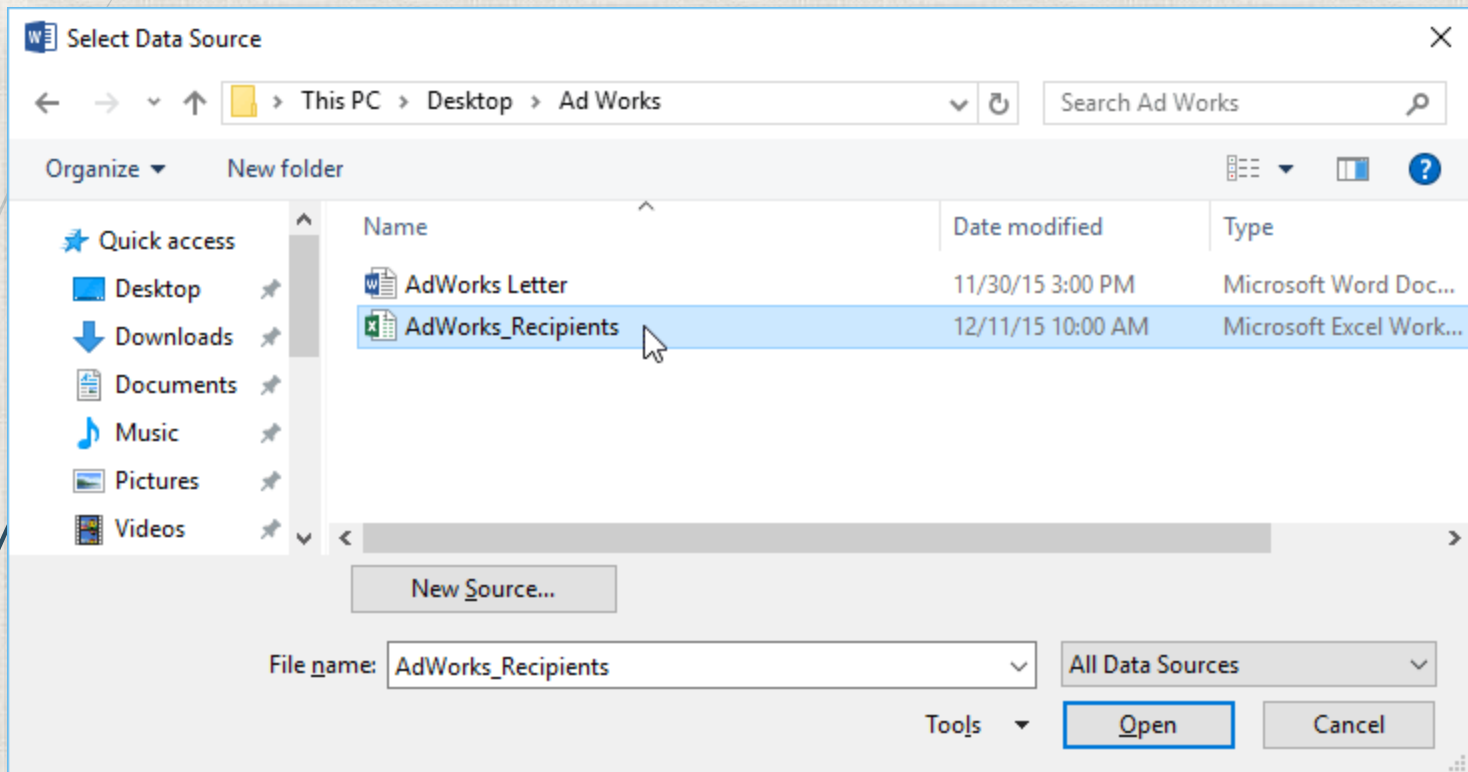 Select Data Source
This PC > Desktop > Ad Works
Search Ad Works
Organize
New folder
Name
Date modified
Type
Quick access
Desktop
Downloads
Documents
Music
Pictures
Videos
AdWorks Letter 11/30/15 3:00 PM Microsoft Word Doc...
AdWorks_Recipients 12/11/15 10:00 AM Microsoft Excel Work...
New Source...
File name: AdWorks_Recipients
All Data Sources
Tools
Open
Cancel